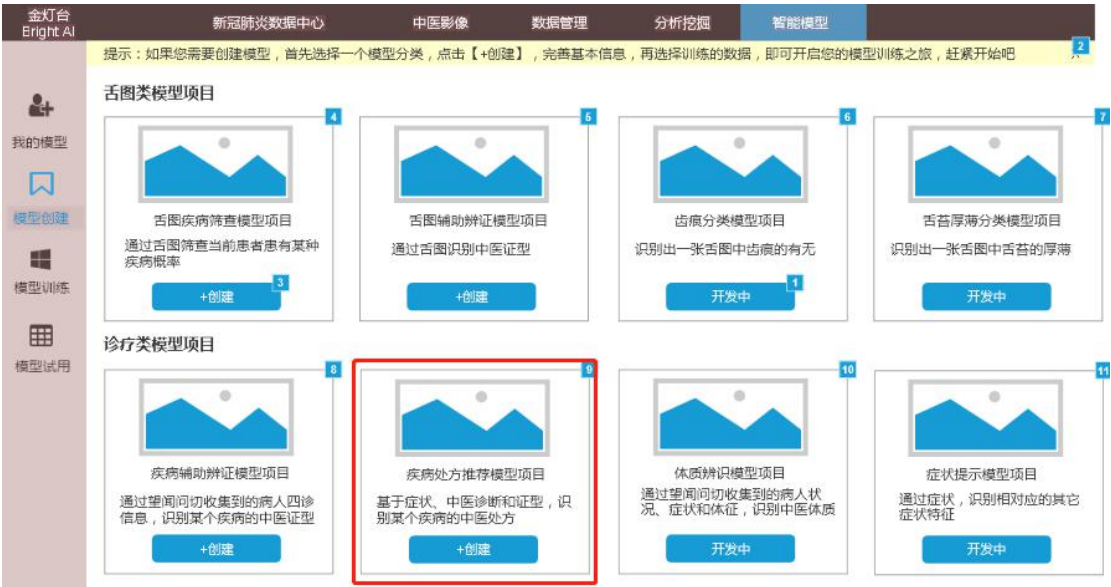 金灯台
Bright AI
新冠肺炎数据中心
中医影像
数据管理
分析挖掘
智能模型
提示：如果您需要创建模型，首先选择一个模型分类，点击【+创建】，完善基本信息，再选择训练的数据，即可开启您的模型训练之旅，赶紧开始吧
2
我的模型
模型创建
模型训练
模型试用
舌图类模型项目
4
舌图疾病筛查模型项目
通过舌图筛查当前患者患有某种
疾病概率
+创建
3
5
舌图辅助辨证模型项目
通过舌图识别中医证型
+创建
6
齿痕分类模型项目
识别出一张舌图中齿痕的有无
开发中
1
7
舌苔厚薄分类模型项目
识别出一张舌图中舌苔的厚薄
开发中
诊疗类模型项目
8
疾病辅助辨证模型项目
通过望闻问切收集到的病人四诊
信息，识别某个疾病的中医证型
+创建
9
疾病处方推荐模型项目
基于症状、中医诊断和证型，识
别某个疾病的中医处方
+创建
10
体质辨识模型项目
通过望闻问切收集到的病人状
况、症状和体征，识别中医体质
开发中
11
症状提示模型项目
通过症状，识别相对应的其它
症状特征
开发中